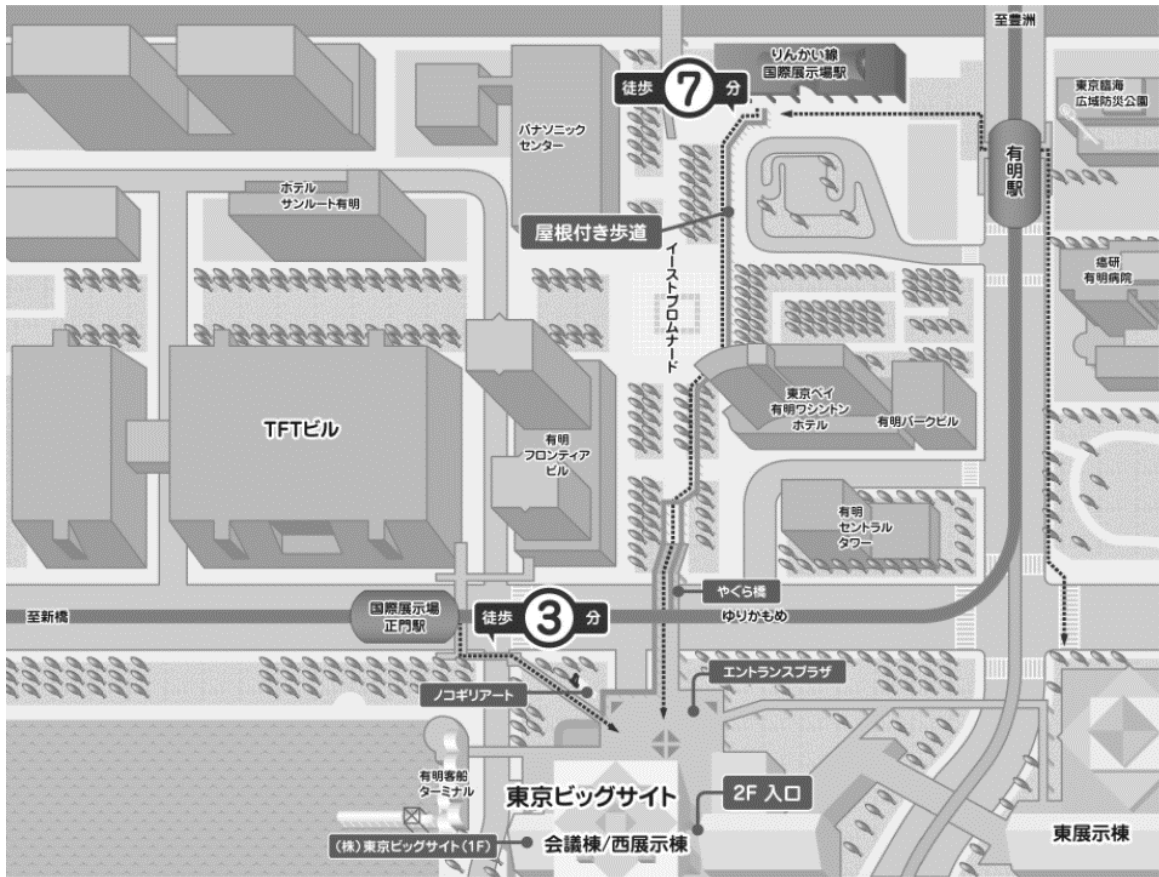 至豊洲
りんかい線
国際展示場駅
徒歩 7 分
東京臨海
広域防災公園
パナソニック
センター
有明駅
ホテル
サンルート有明
屋根付き歩道
イーストプロムナード
癌研
有明病院
東京ベイ
有明ワシントン
ホテル
有明パークビル
TFTビル
有明
フロンティア
ビル
有明
セントラル
タワー
やぐら橋
至新橋
国際展示場
正門駅
徒歩 3 分
ゆりかもめ
エントランスプラザ
ノコギリアート
有明客船
ターミナル
東京ビッグサイト
2F 入口
(株)東京ビッグサイト(1F)
会議棟/西展示棟
東展示棟